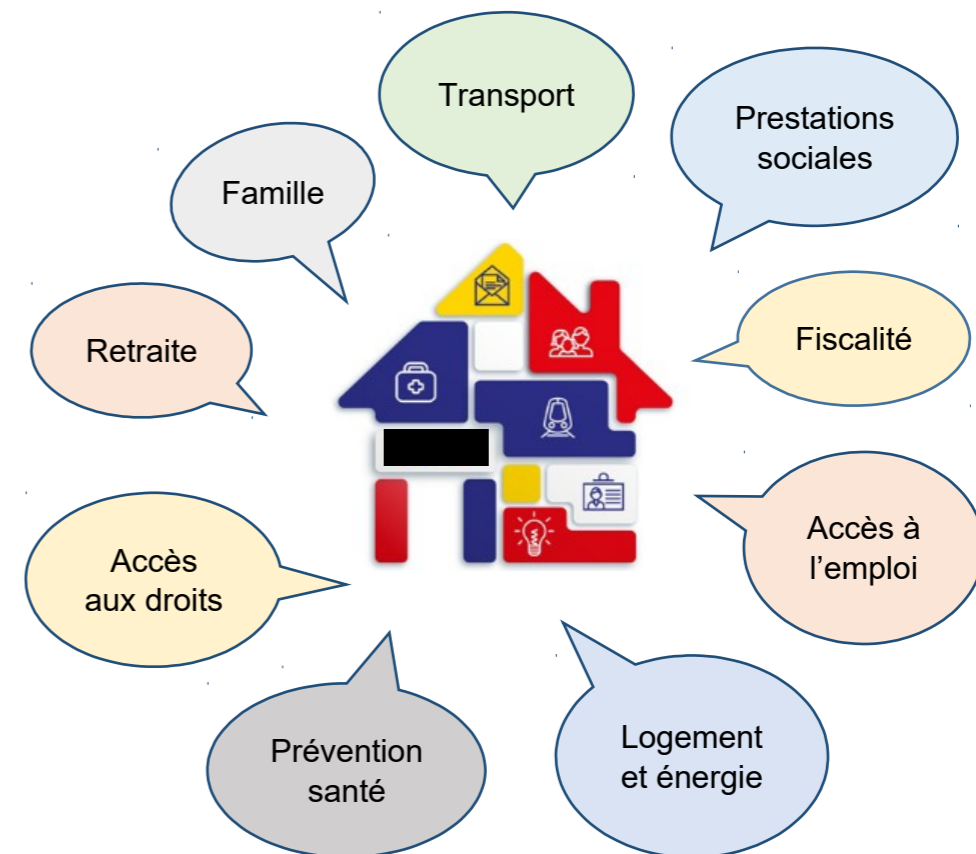 Transport
Prestations
sociales
Famille
Fiscalité
Retraite
Accès à
l’emploi
Accès
aux droits
Logement
et énergie
Prévention
santé